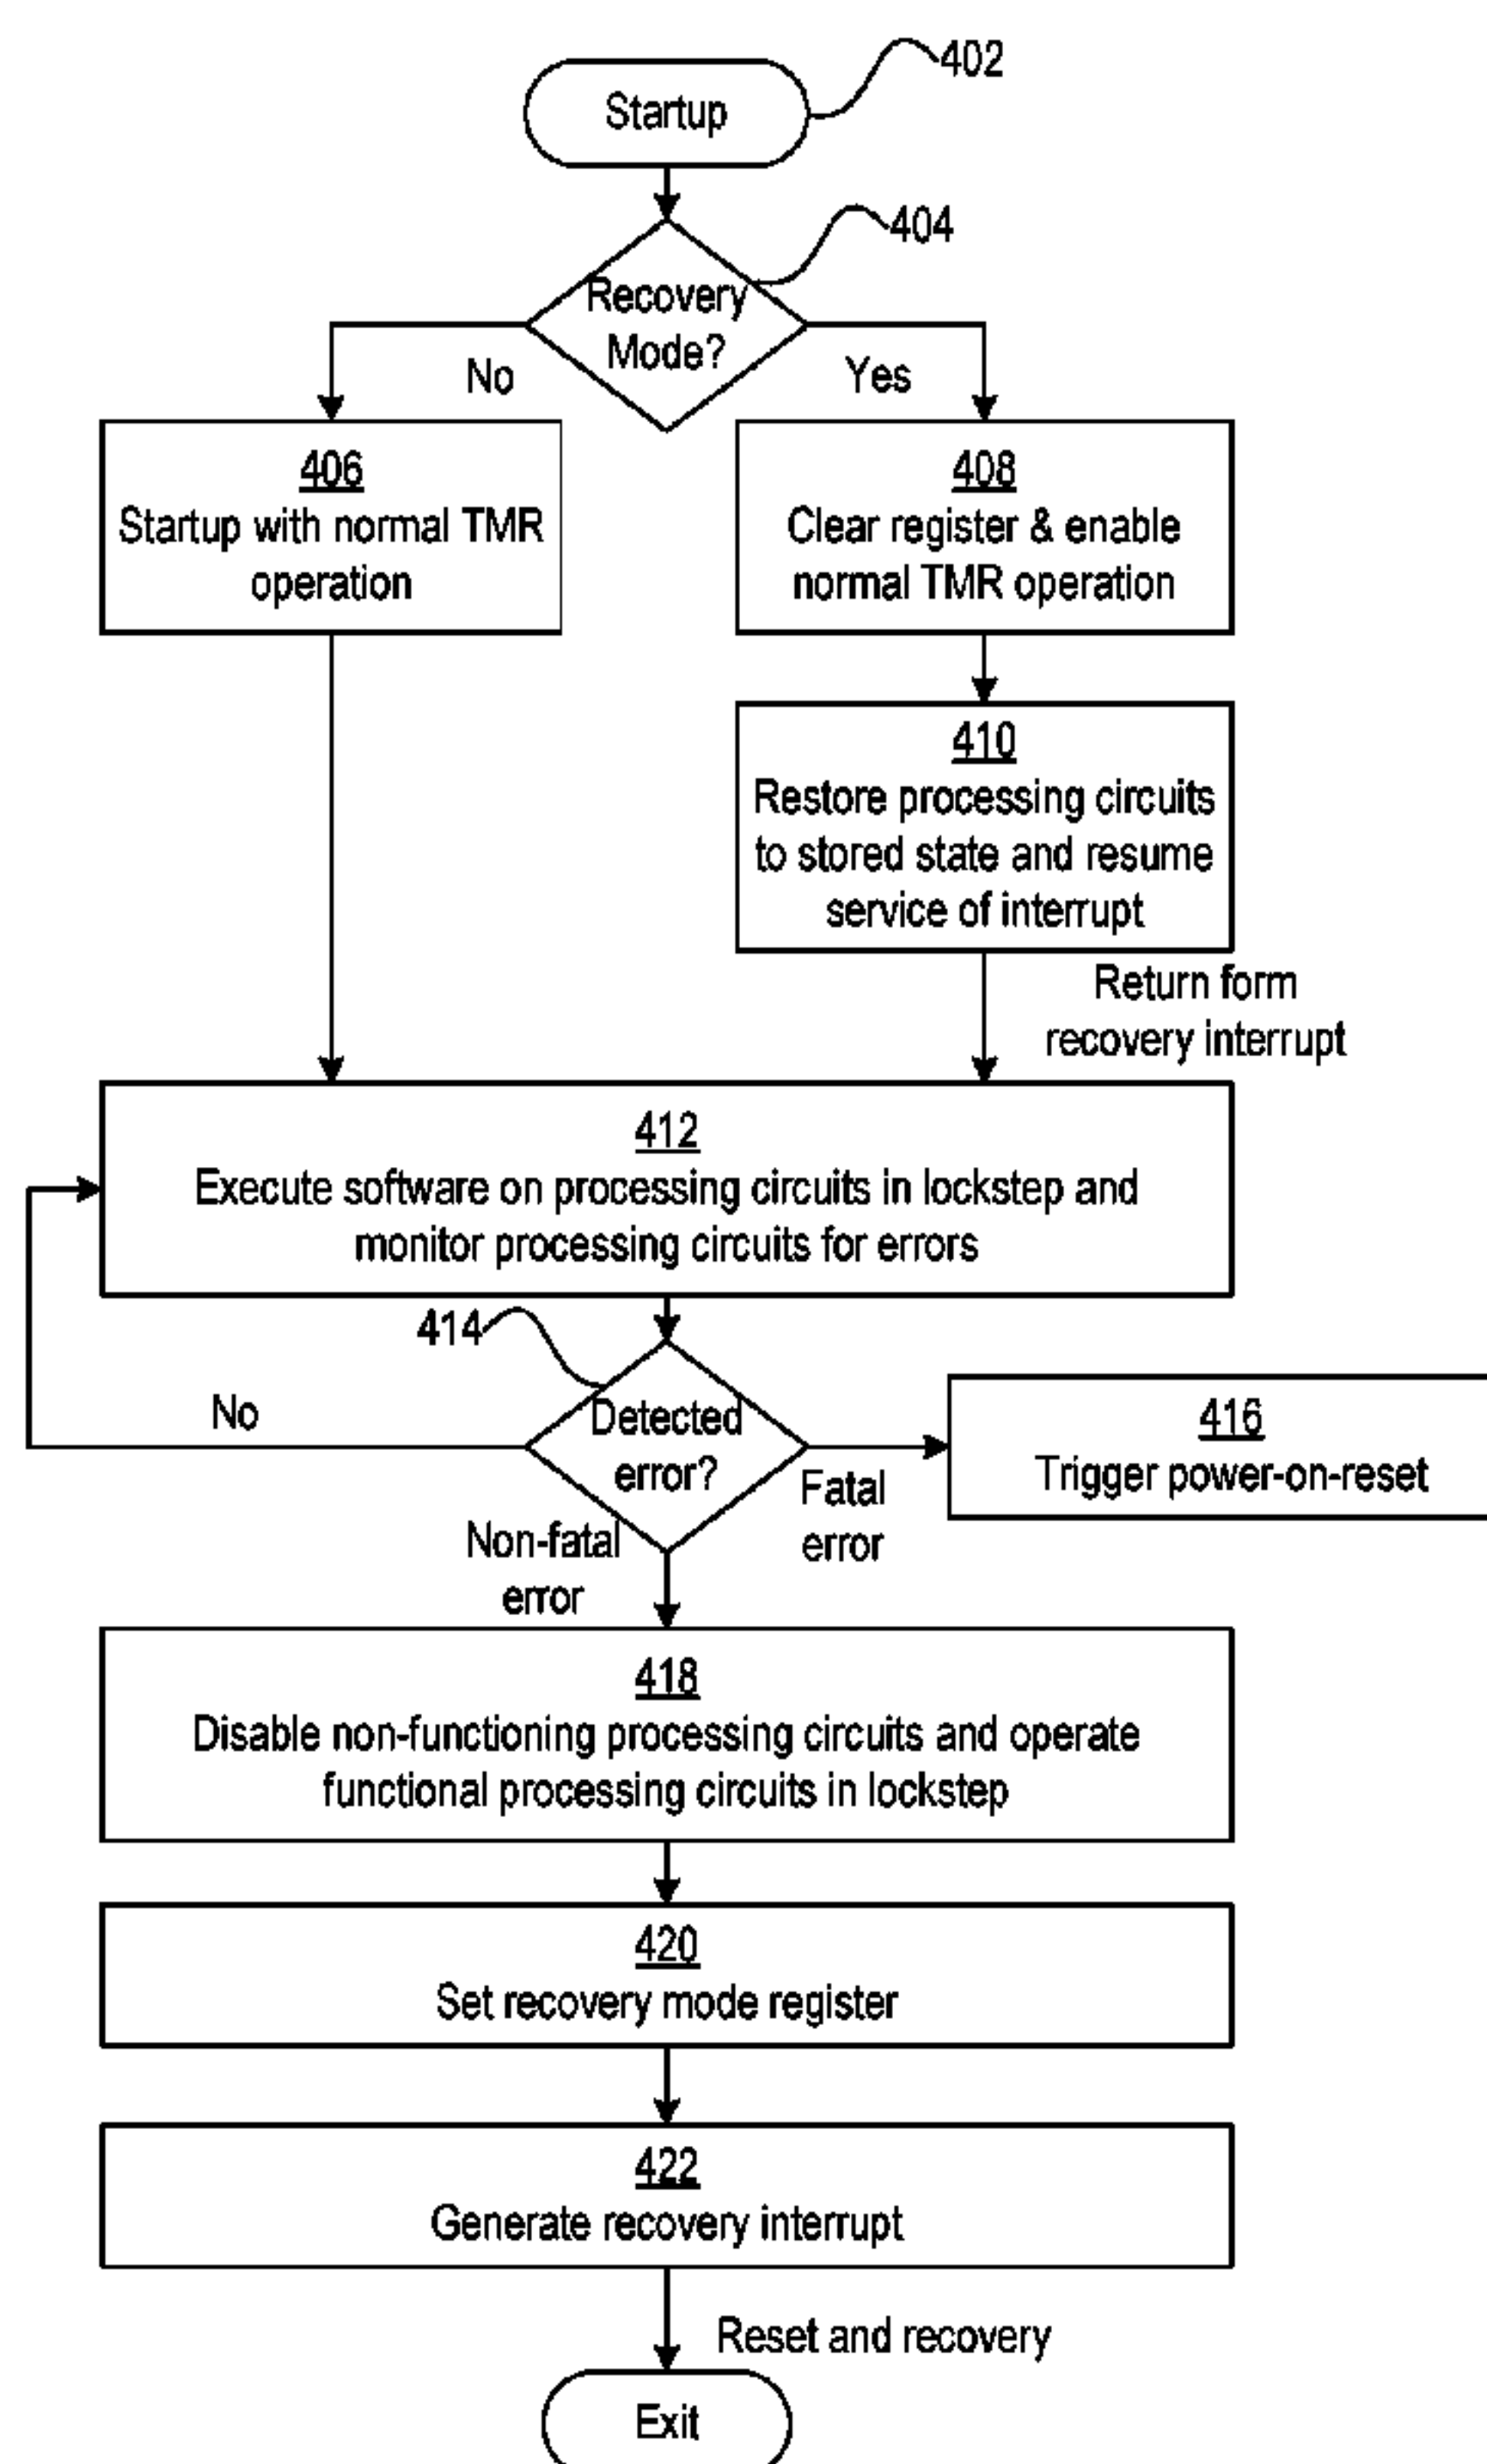 402
Startup
404
Recovery
Mode?
No
Yes
406
Startup with normal TMR
operation
408
Clear register & enable
normal TMR operation
410
Restore processing circuits
to stored state and resume
service of interrupt
Return form
recovery interrupt
412
Execute software on processing circuits in lockstep and
monitor processing circuits for errors
414
Detected
error?
No
Fatal
error
416
Trigger power-on-reset
Non-fatal
error
418
Disable non-functioning processing circuits and operate
functional processing circuits in lockstep
420
Set recovery mode register
422
Generate recovery interrupt
Reset and recovery
Exit